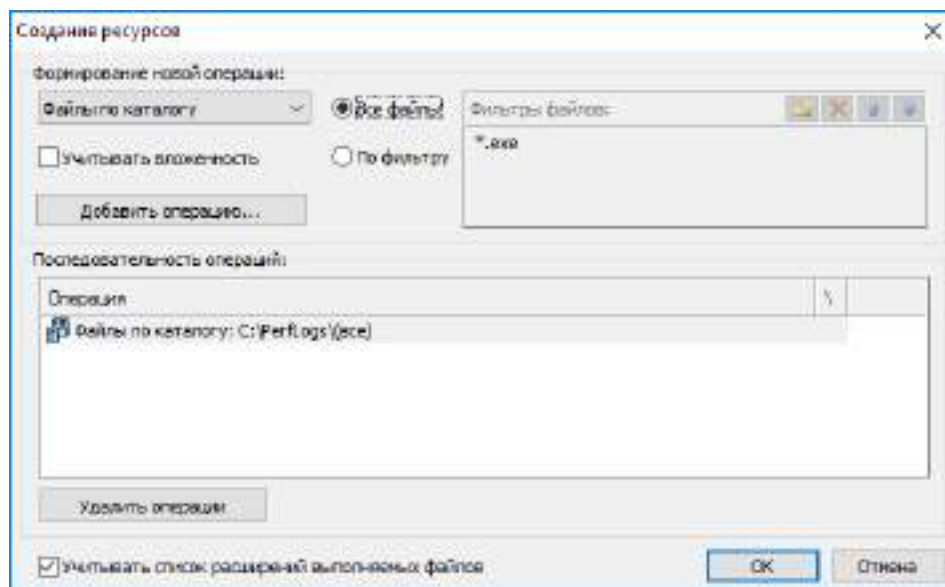 Создание ресурсов
Формирование новой операции:
Файлы по каталогу
Все файлы
Фильтры файлов:
*.exe
Учитывать вложенность
По фильтру
Добавить операцию...
Последовательность операций:
Операция
Файлы по каталогу: C:\PerfLogs\(все)
Удалить операции
Учитывать список расширений выполняемых файлов
OK
Отмена